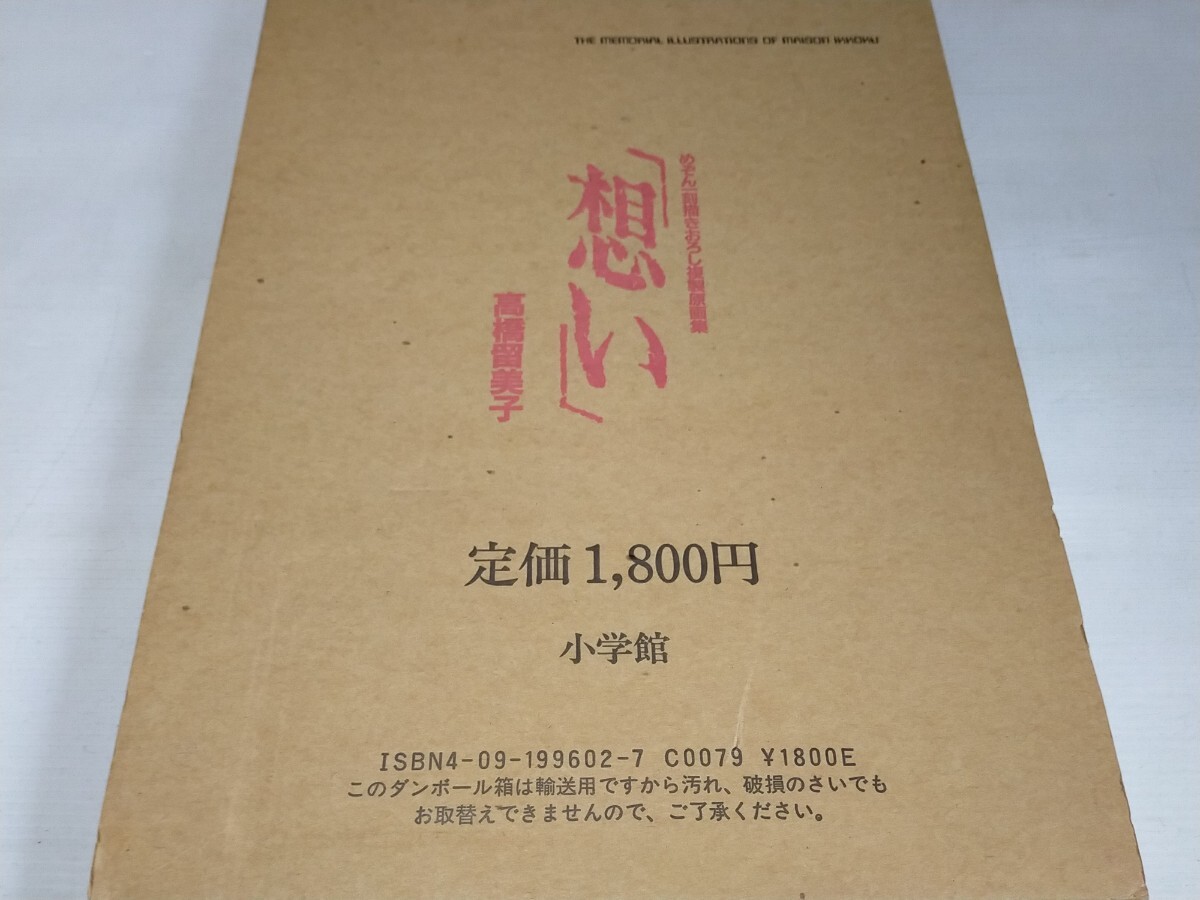 THE MEMORIAL ILLUSTRATIONS OF MAISON IKKOKU
めぞん一刻描きおろし複製原画集
「想い」
高橋留美子
定価1,800円
小学館
ISBN4-09-199602-7 C0079 ¥1800E
このダンボール箱は輸送用ですから汚れ、破損のさいでも
お取替えできませんので、ご了承ください。